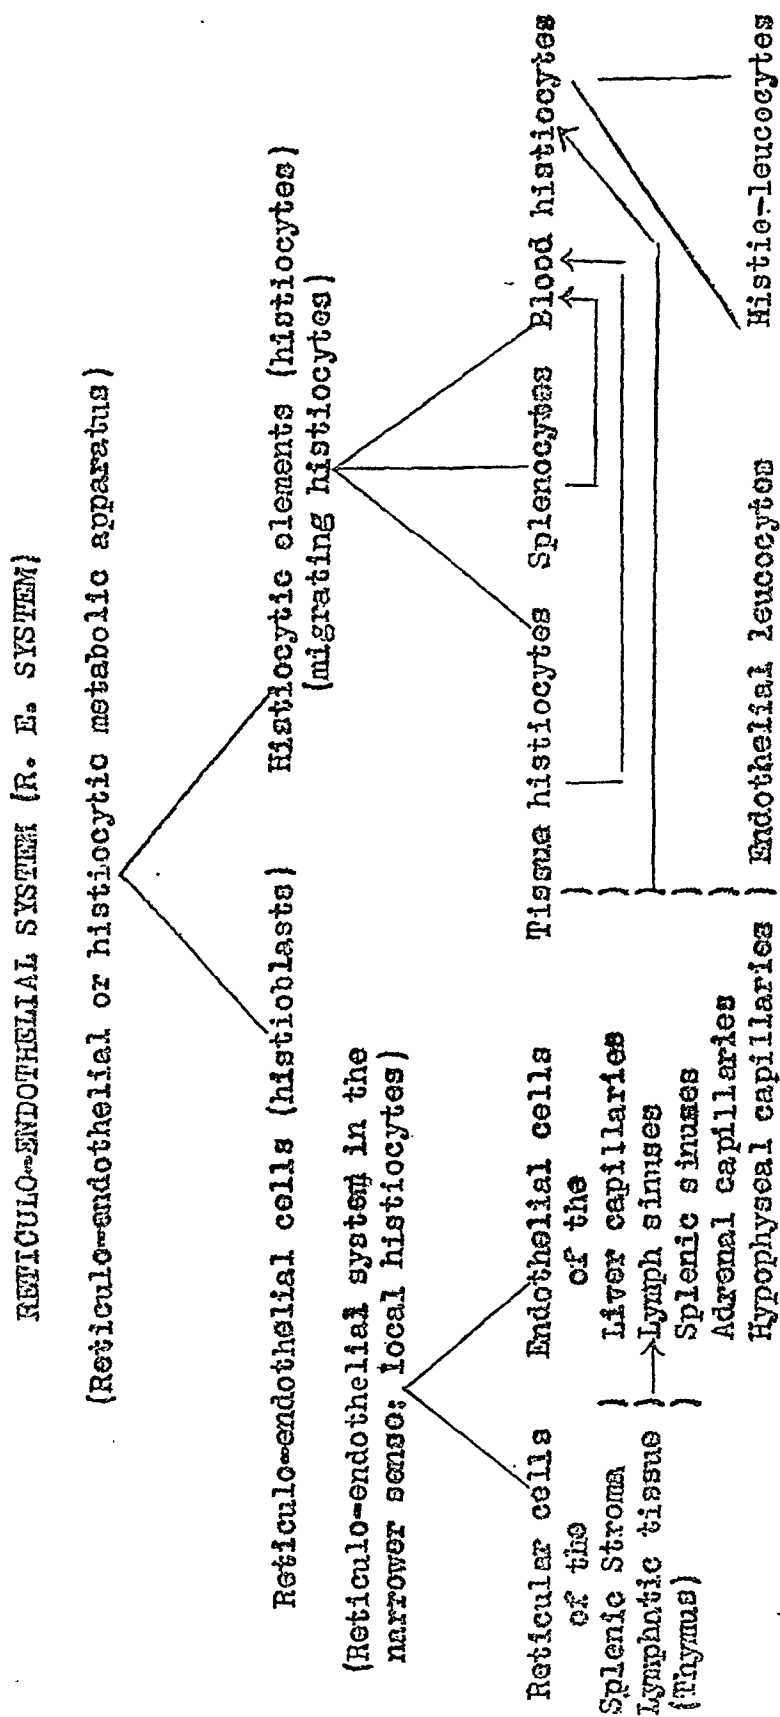 RETICULO-ENDOTHELIAL SYSTEM (R. E. SYSTEM)
(Reticulo-endothelial or histiocytic metabolic apparatus)
Reticulo-endothelial cells (histioblasts)
Histiocytic elements (histiocytes)
(migrating histiocytes)
(Reticulo-endothelial system in the
narrower sense; local histiocytes)
Reticular cells
of the
Splenic Stroma )
Lymphatic tissue )
(Thymus) )
Endothelial cells
of the
Liver capillaries
Lymph sinuses
Splenic sinuses
Adrenal capillaries
Hypophyseal capillaries
Tissue histiocytes Splenocytes Blood histiocytes
)
)
)
)
)
)
) Endothelial leucocytes Histie-leucocytes